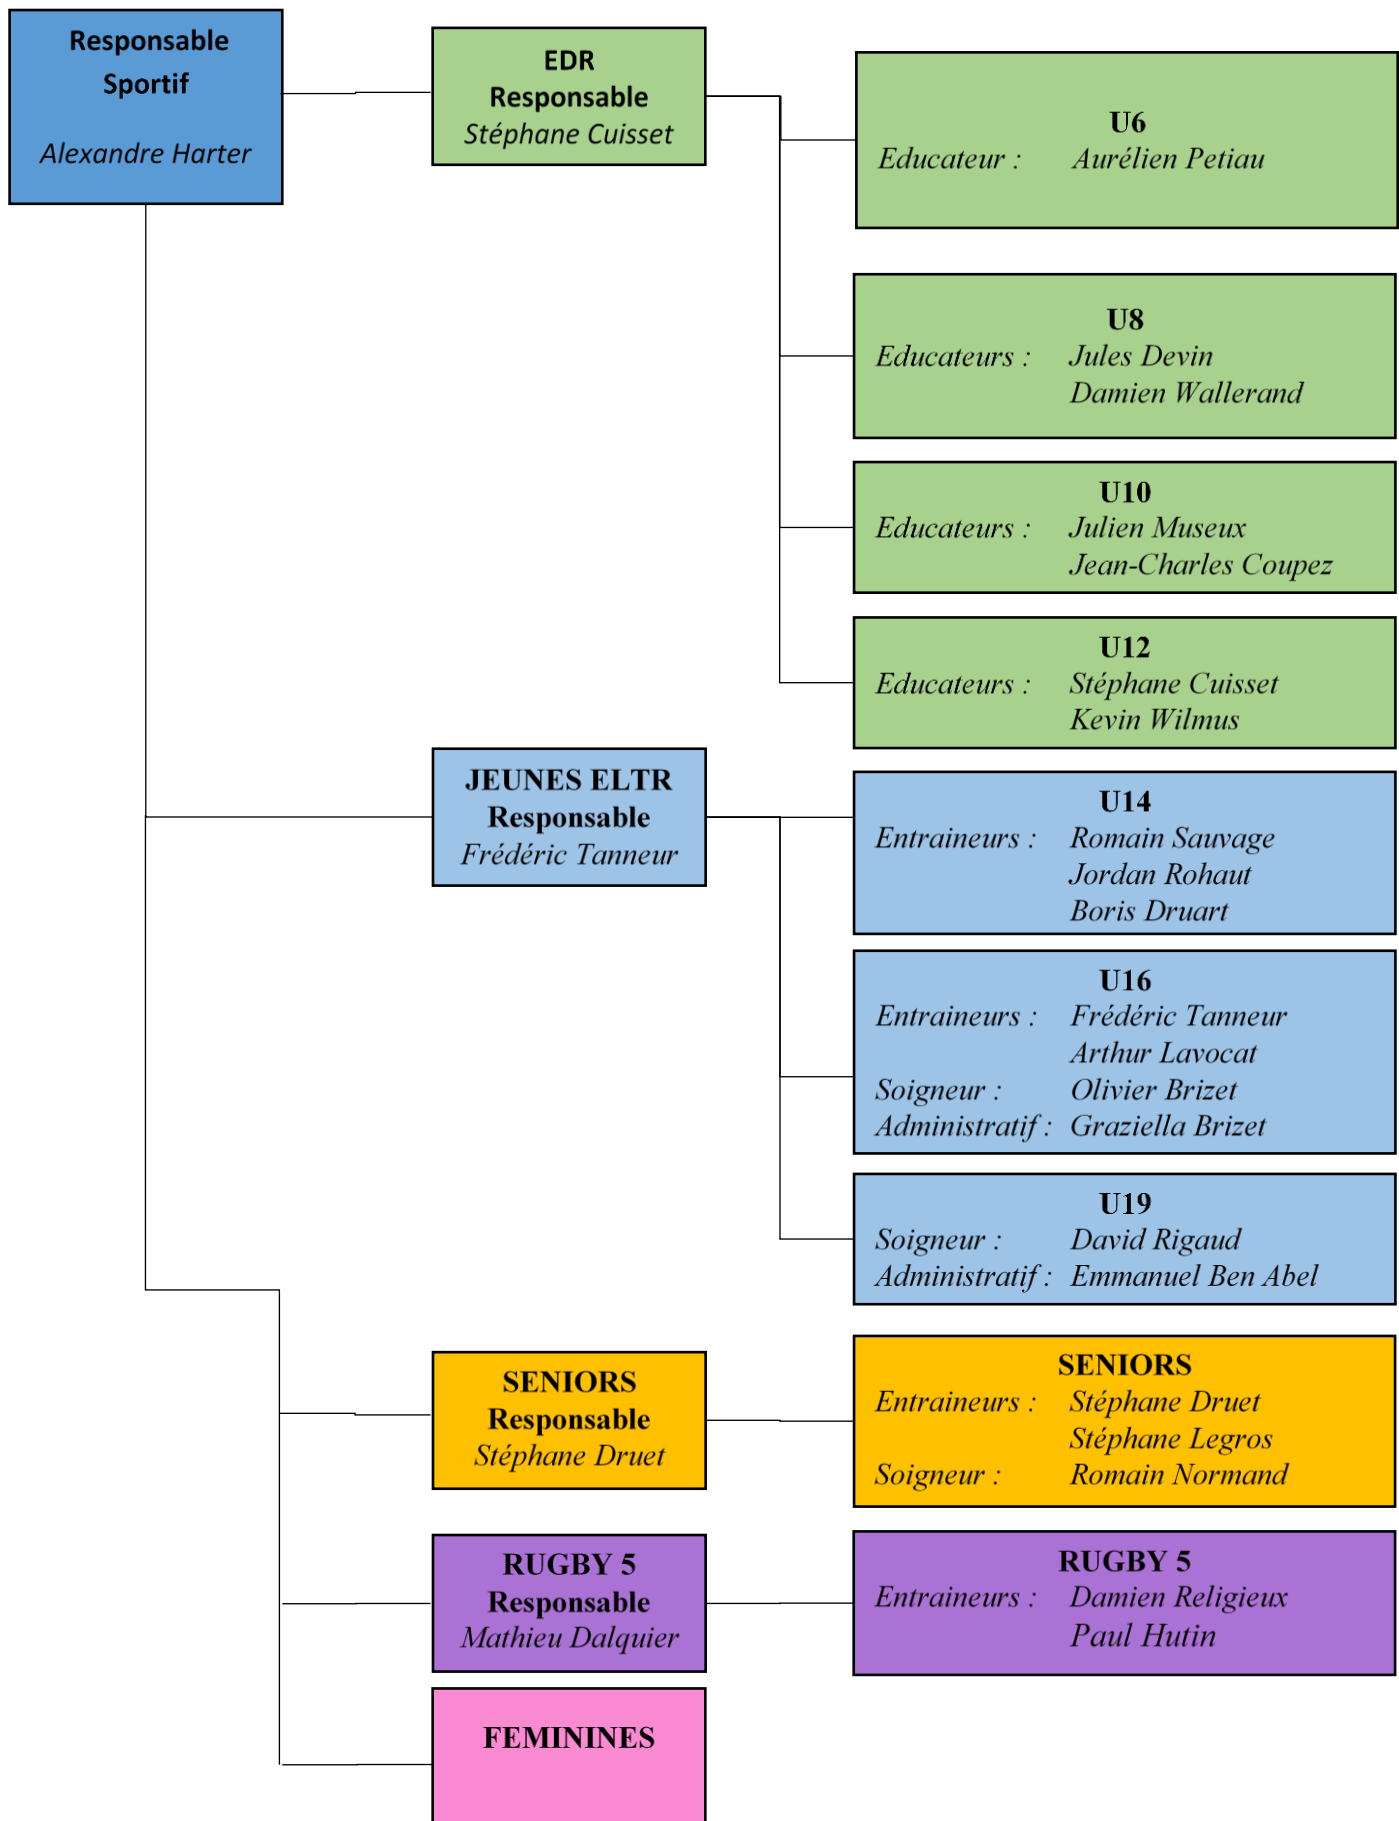 Responsable
Sportif
Alexandre Harter
EDR
Responsable
Stéphane Cuisset
U6
Educateur : Aurélien Petiau
U8
Educateurs : Jules Devin
Damien Wallerand
U10
Educateurs : Julien Museux
Jean-Charles Coupez
U12
Educateurs : Stéphane Cuisset
Kevin Wilmus
JEUNES ELTR
Responsable
Frédéric Tanneur
U14
Entraineurs : Romain Sauvage
Jordan Rohaut
Boris Druart
U16
Entraineurs : Frédéric Tanneur
Arthur Lavocat
Soigneur : Olivier Brizet
Administratif : Graziella Brizet
U19
Soigneur : David Rigaud
Administratif : Emmanuel Ben Abel
SENIORS
Responsable
Stéphane Druet
SENIORS
Entraineurs : Stéphane Druet
Stéphane Legros
Soigneur : Romain Normand
RUGBY 5
Responsable
Mathieu Dalquier
RUGBY 5
Entraineurs : Damien Religieux
Paul Hutin
FEMININES